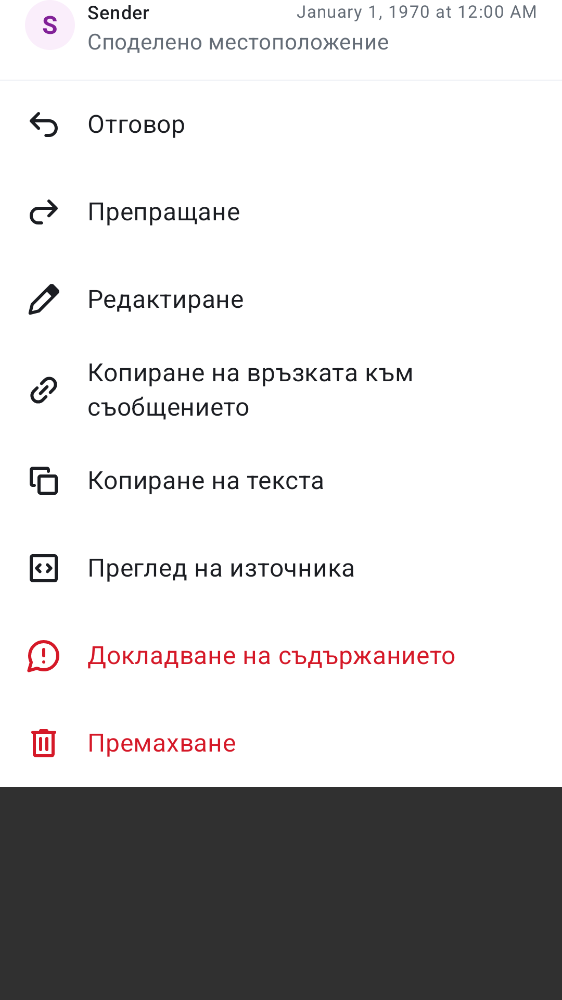 S
Sender
January 1, 1970 at 12:00 AM
Споделено местоположение
Отговор
Препращане
Редактиране
Копиране на връзката към
съобщението
Копиране на текста
Преглед на източника
Докладване на съдържанието
Премахване